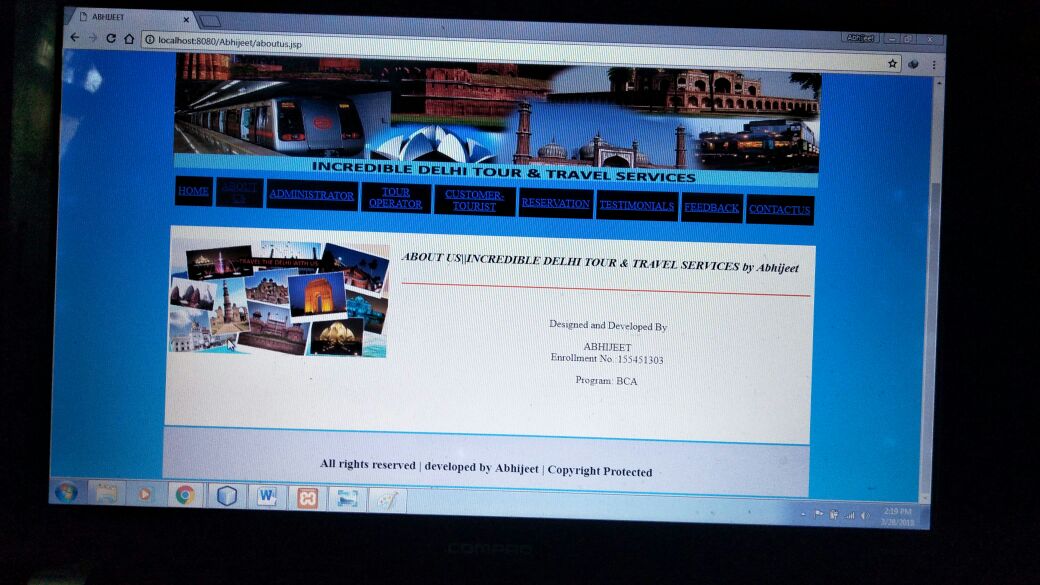 ABHIJEET
Abhijeet
localhost:8080/Abhijeet/aboutus.jsp
INCREDIBLE DELHI TOUR & TRAVEL SERVICES
HOME
ABOUT
US
ADMINISTRATOR
TOUR
OPERATOR
CUSTOMER-
TOURIST
RESERVATION
TESTIMONIALS
FEEDBACK
CONTACTUS
TRAVEL THE DELHI WITH US
ABOUT US||INCREDIBLE DELHI TOUR & TRAVEL SERVICES by Abhijeet
Designed and Developed By
ABHIJEET
Enrollment No. :155451303
Program: BCA
All rights reserved | developed by Abhijeet | Copyright Protected
2:19 PM
3/28/2018
COMPAQ